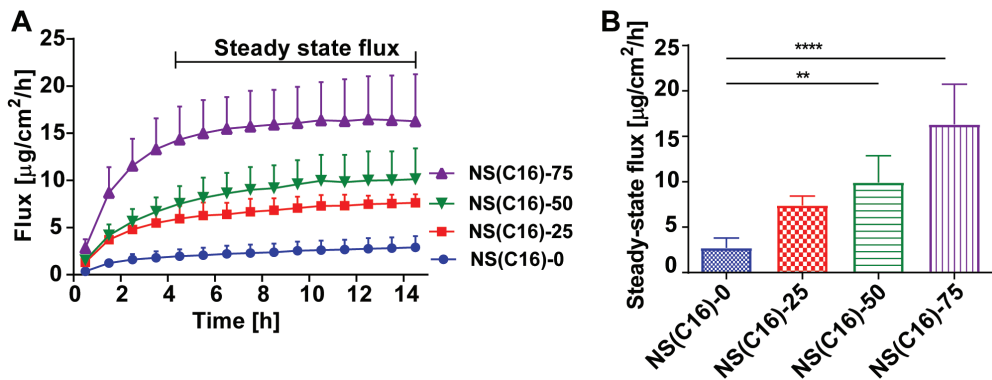 A
Steady state flux
Flux [µg/cm²/h]
25
20
15
10
5
0
0 2 4 6 8 10 12 14
Time [h]
NS(C16)-75
NS(C16)-50
NS(C16)-25
NS(C16)-0
B
Steady-state flux [µg/cm²/h]
25
20
15
10
5
0
****
**
NS(C16)-0
NS(C16)-25
NS(C16)-50
NS(C16)-75